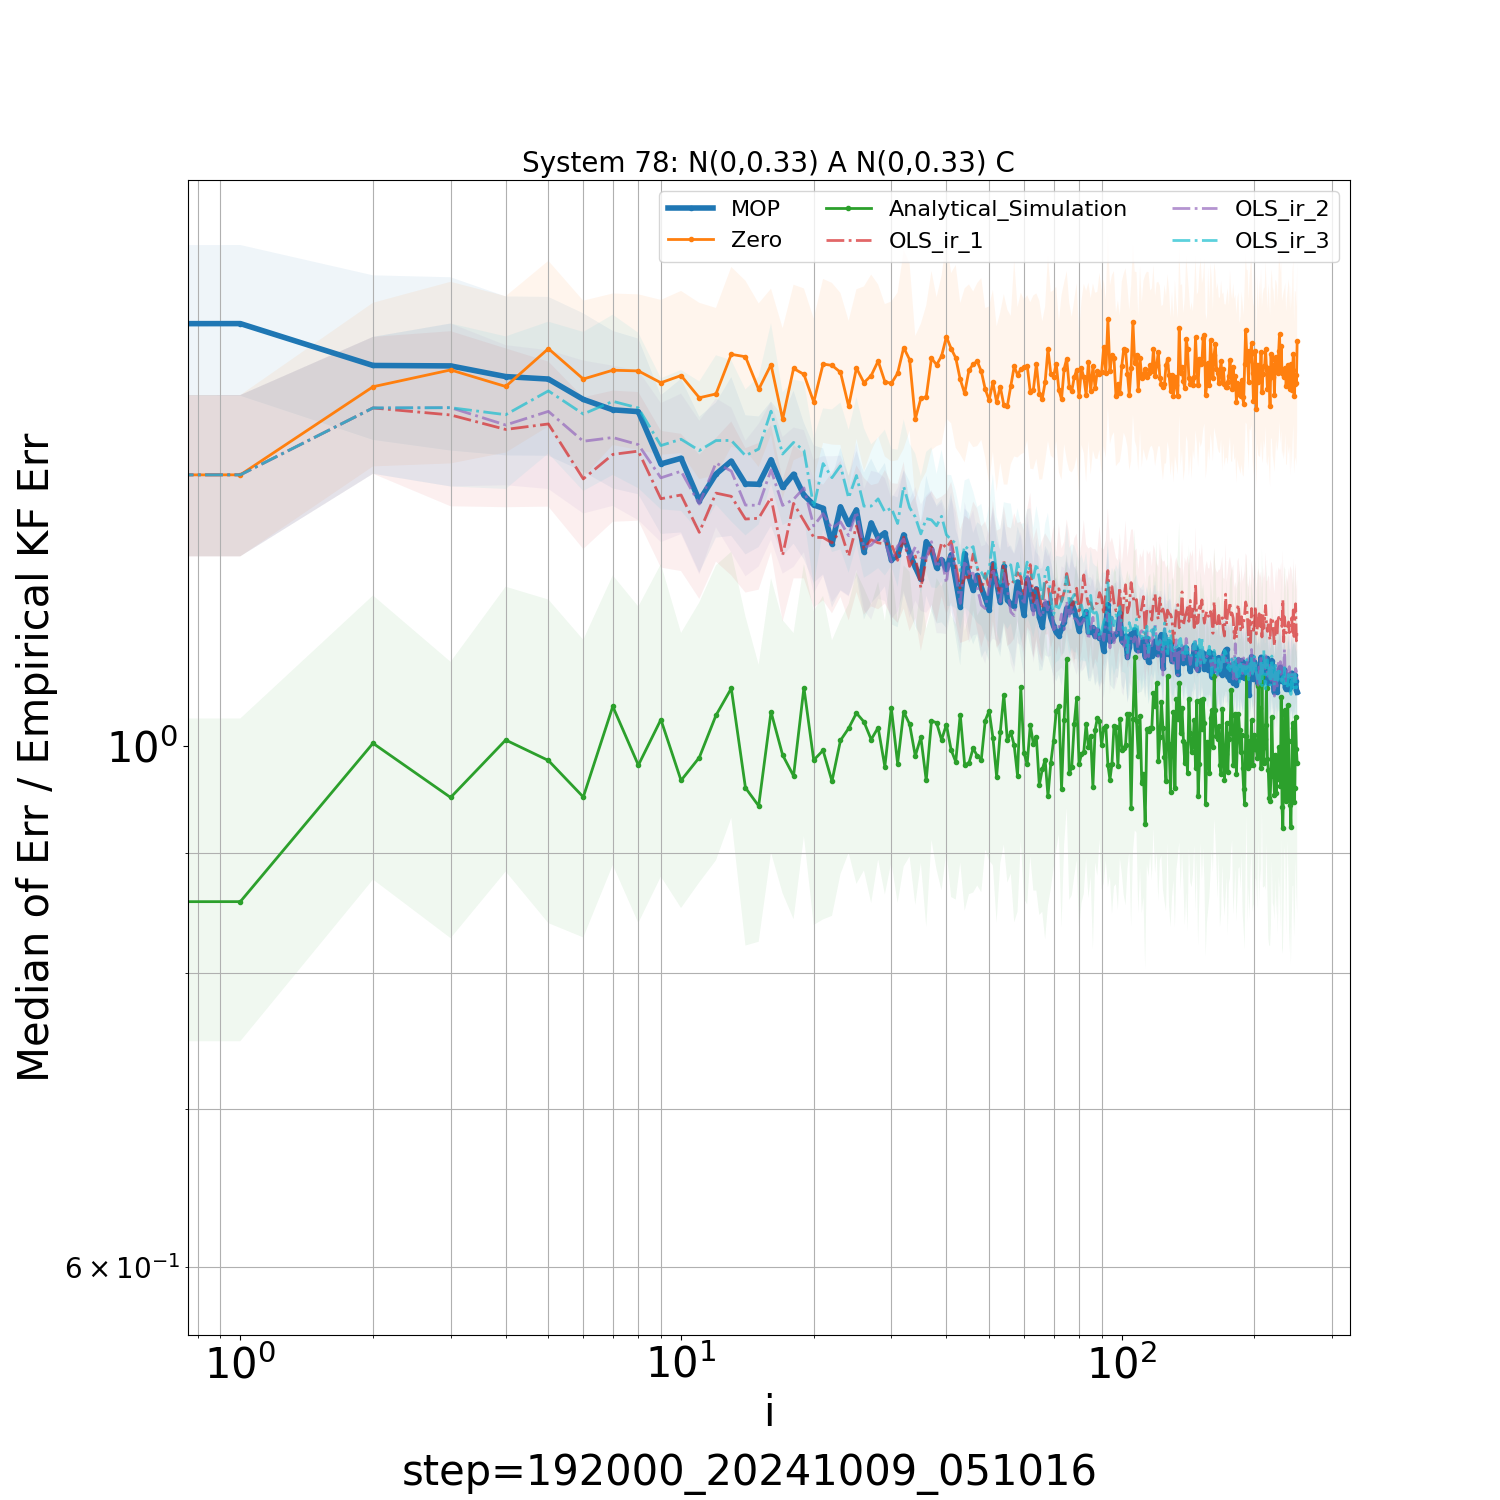 System 78: N(0,0.33) A N(0,0.33) C
MOP
Zero
Analytical_Simulation
OLS_ir_1
OLS_ir_2
OLS_ir_3
Median of Err / Empirical KF Err
10⁰
6 × 10⁻¹
10⁰ 10¹ 10²
i
step=192000_20241009_051016